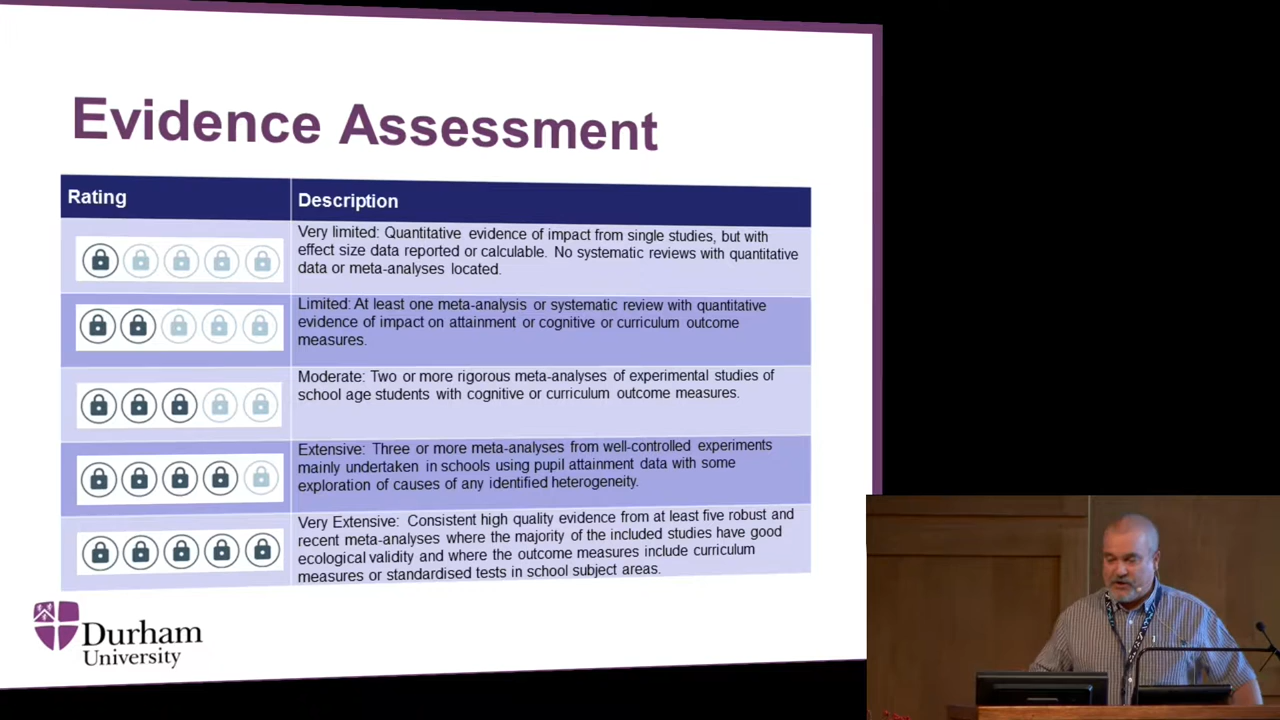 Evidence Assessment
Rating
Description
Very limited: Quantitative evidence of impact from single studies, but with
effect size data reported or calculable. No systematic reviews with quantitative
data or meta-analyses located.
Limited: At least one meta-analysis or systematic review with quantitative
evidence of impact on attainment or cognitive or curriculum outcome
measures.
Moderate: Two or more rigorous meta-analyses of experimental studies of
school age students with cognitive or curriculum outcome measures.
Extensive: Three or more meta-analyses from well-controlled experiments
mainly undertaken in schools using pupil attainment data with some
exploration of causes of any identified heterogeneity.
Very Extensive: Consistent high quality evidence from at least five robust and
recent meta-analyses where the majority of the included studies have good
ecological validity and where the outcome measures include curriculum
measures or standardised tests in school subject areas.
Durham
University